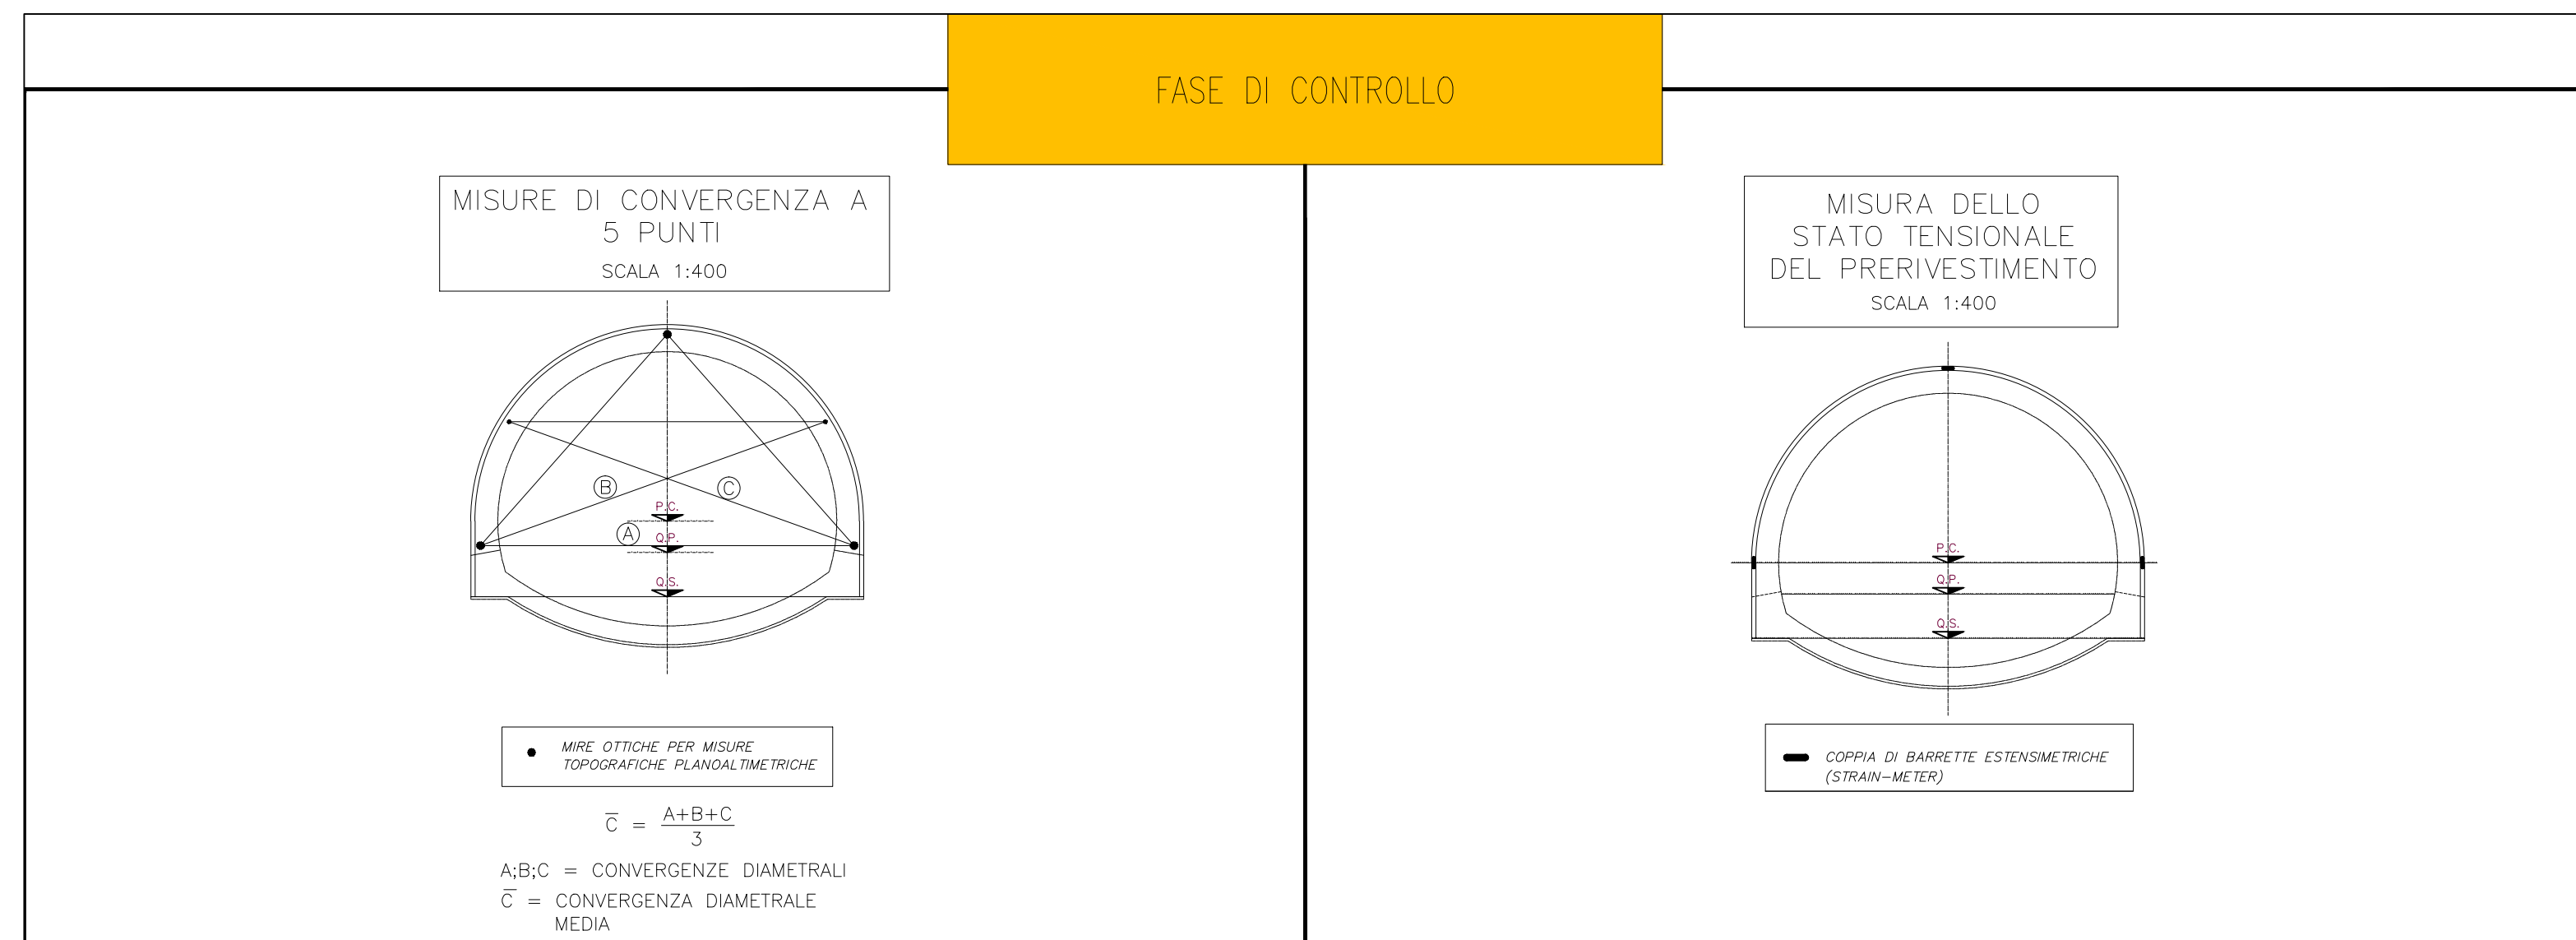 FASE DI CONTROLLO
MISURE DI CONVERGENZA A
5 PUNTI
SCALA 1:400
B
C
P.C.
A
Q.P.
Q.S.
MIRE OTTICHE PER MISURE
TOPOGRAFICHE PLANOALTIMETRICHE
C̅ = A+B+C
3
A;B;C = CONVERGENZE DIAMETRALI
C̅ = CONVERGENZA DIAMETRALE
MEDIA
MISURA DELLO
STATO TENSIONALE
DEL PRERIVESTIMENTO
SCALA 1:400
P.C.
Q.P.
Q.S.
COPPIA DI BARRETTE ESTENSIMETRICHE
(STRAIN-METER)